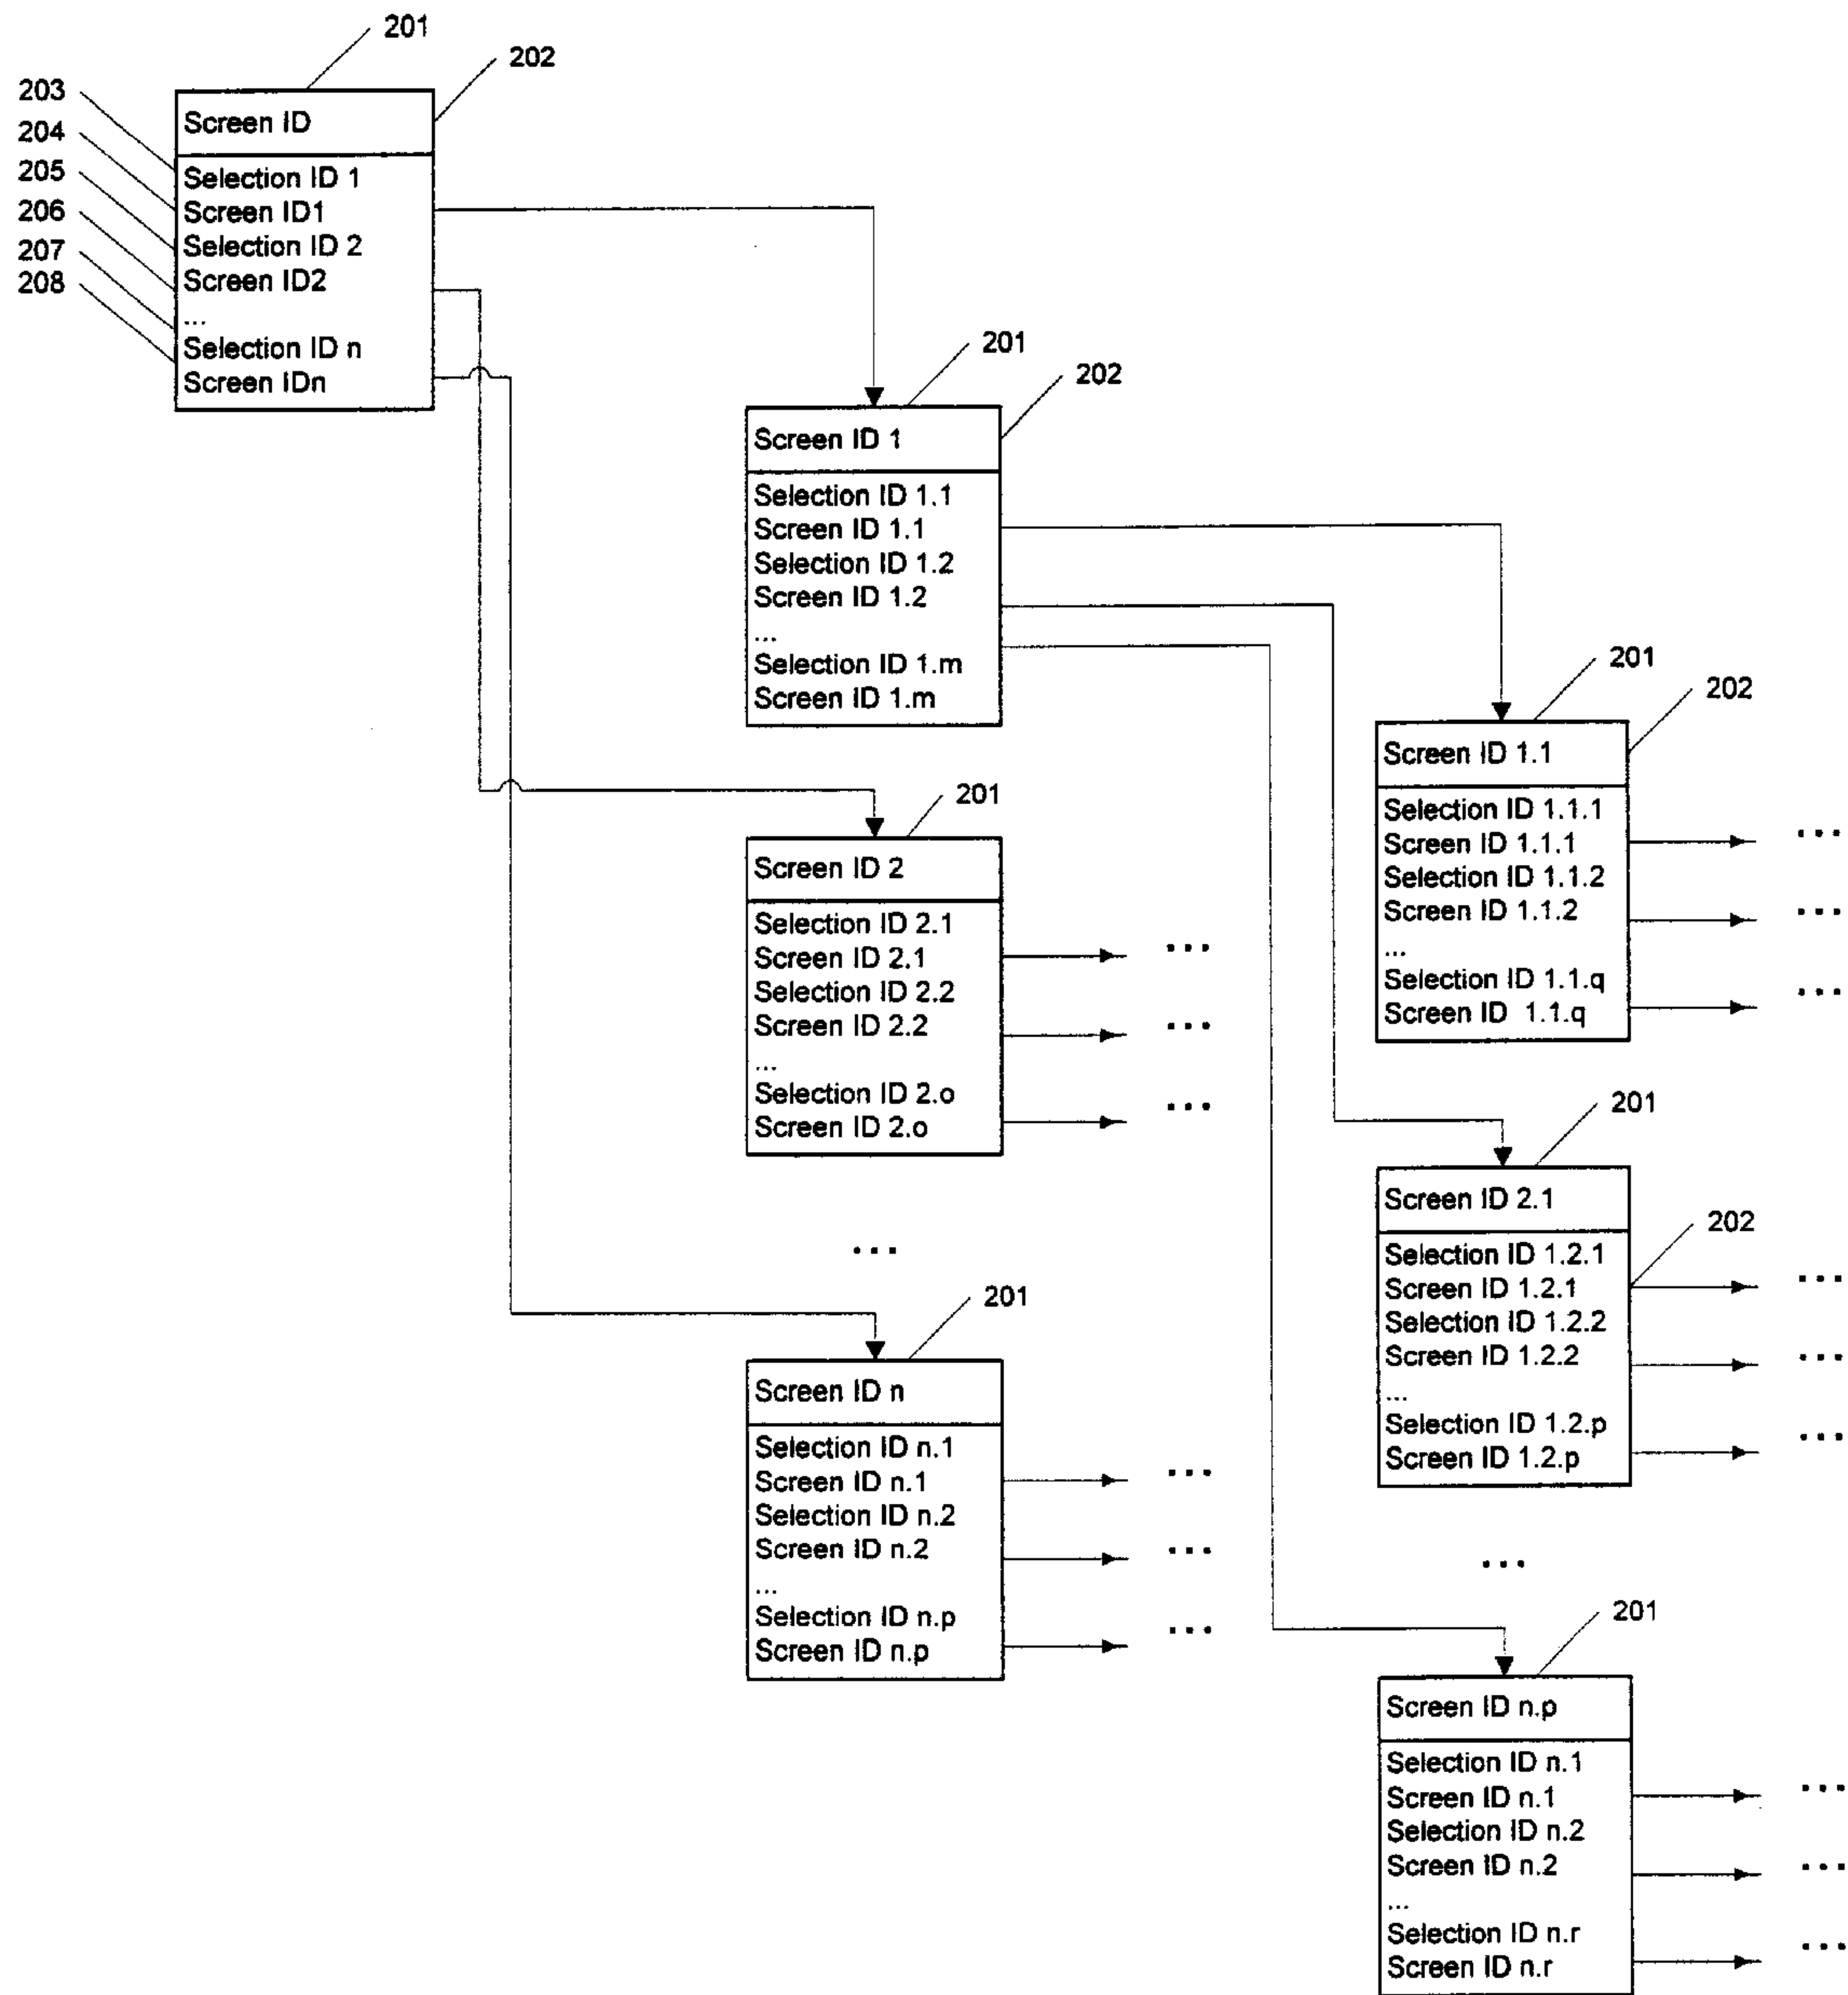 201
202
203
204
205
206
207
208
Screen ID
Selection ID 1
Screen ID1
Selection ID 2
Screen ID2
...
Selection ID n
Screen IDn
201
202
Screen ID 1
Selection ID 1.1
Screen ID 1.1
Selection ID 1.2
Screen ID 1.2
...
Selection ID 1.m
Screen ID 1.m
201
202
Screen ID 1.1
Selection ID 1.1.1
Screen ID 1.1.1
...
Selection ID 1.1.2
Screen ID 1.1.2
...
...
Selection ID 1.1.q
Screen ID 1.1.q
...
201
Screen ID 2
Selection ID 2.1
Screen ID 2.1
...
Selection ID 2.2
Screen ID 2.2
...
...
Selection ID 2.o
Screen ID 2.o
...
...
201
202
Screen ID 2.1
Selection ID 1.2.1
Screen ID 1.2.1
...
Selection ID 1.2.2
Screen ID 1.2.2
...
...
Selection ID 1.2.p
Screen ID 1.2.p
...
...
201
Screen ID n
Selection ID n.1
Screen ID n.1
...
Selection ID n.2
Screen ID n.2
...
...
Selection ID n.p
Screen ID n.p
...
201
Screen ID n.p
Selection ID n.1
Screen ID n.1
...
Selection ID n.2
Screen ID n.2
...
...
Selection ID n.r
Screen ID n.r
...